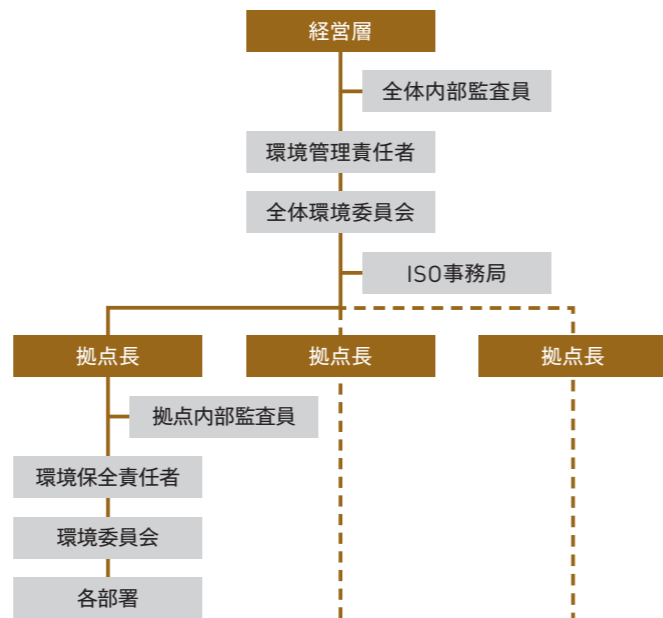 経営層
全体内部監査員
環境管理責任者
全体環境委員会
ISO事務局
拠点長
拠点長
拠点長
拠点内部監査員
環境保全責任者
環境委員会
各部署